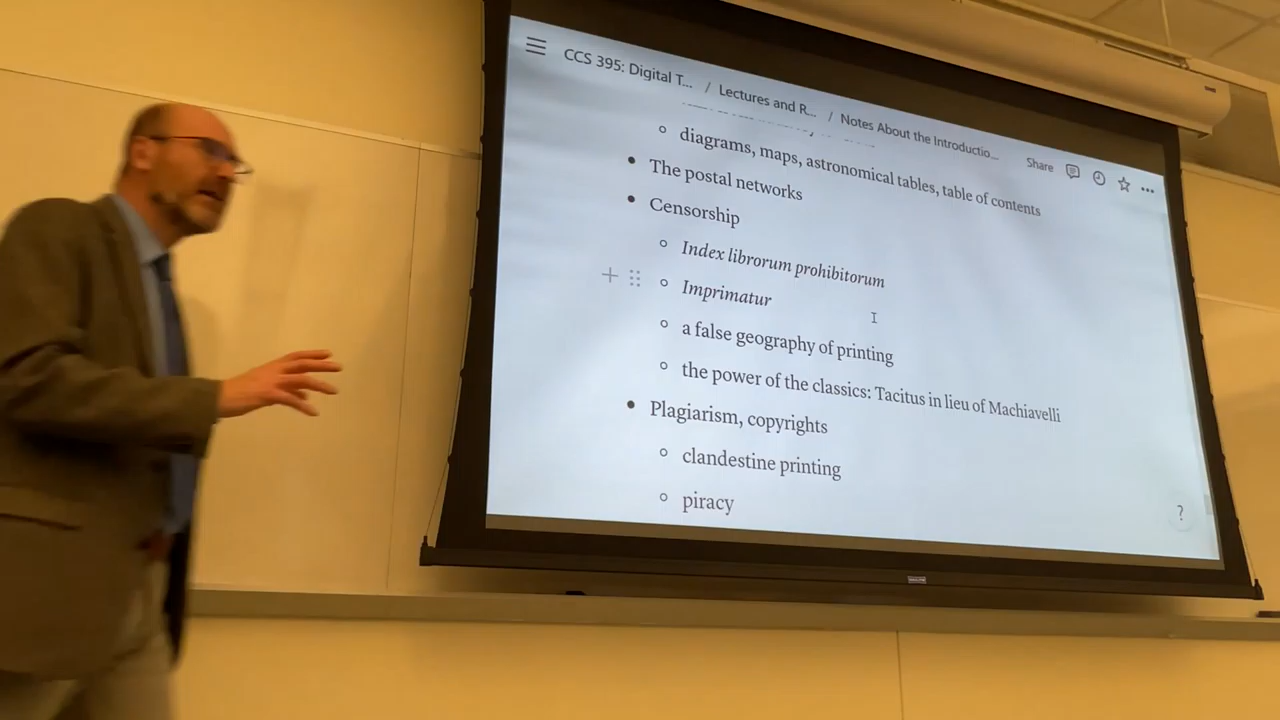 CCS 395: Digital T... / Lectures and R... / Notes About the Introductio... Share
diagrams, maps, astronomical tables, table of contents
The postal networks
Censorship
Index librorum prohibitorum
Imprimatur
a false geography of printing
the power of the classics: Tacitus in lieu of Machiavelli
Plagiarism, copyrights
clandestine printing
piracy
?